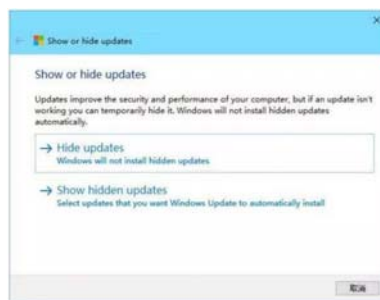 Show or hide updates
Show or hide updates
Updates improve the security and performance of your computer, but if an update isn't
working you can temporarily hide it. Windows will not install hidden updates
automatically.
→ Hide updates
Windows will not install hidden updates
→ Show hidden updates
Select updates that you want Windows Update to automatically install
取消